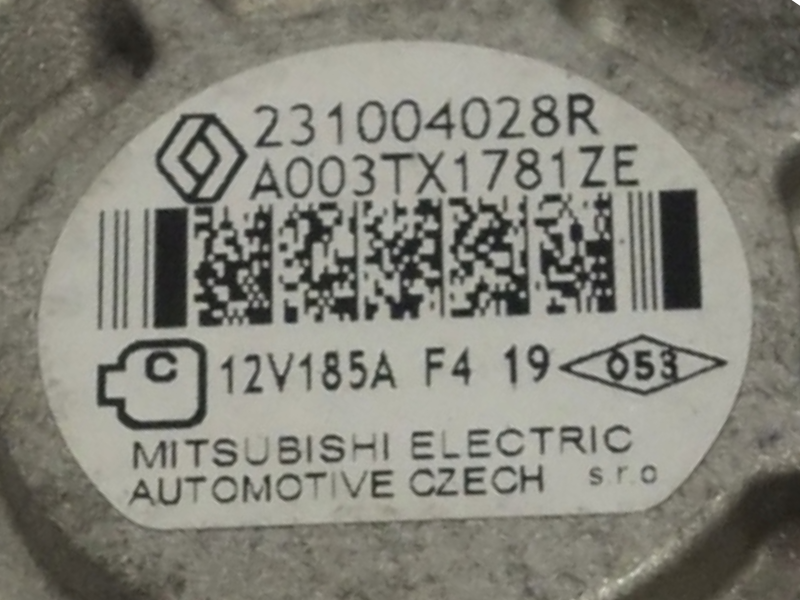 231004028R
A003TX1781ZE
C 12V185A F4 19 053
MITSUBISHI ELECTRIC
AUTOMOTIVE CZECH s.r.o